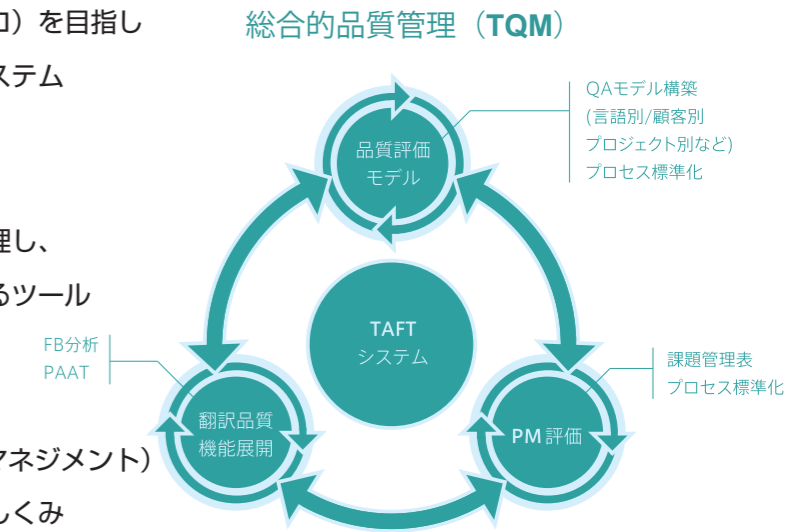 ロ）を目指し
ステム
理し、
るツール
マネジメント）
しくみ
総合的品質管理（TQM）
品質評価
モデル
QAモデル構築
(言語別/顧客別
プロジェクト別など)
プロセス標準化
TAFT
システム
FB分析
PAAT
翻訳品質
機能展開
PM 評価
課題管理表
プロセス標準化